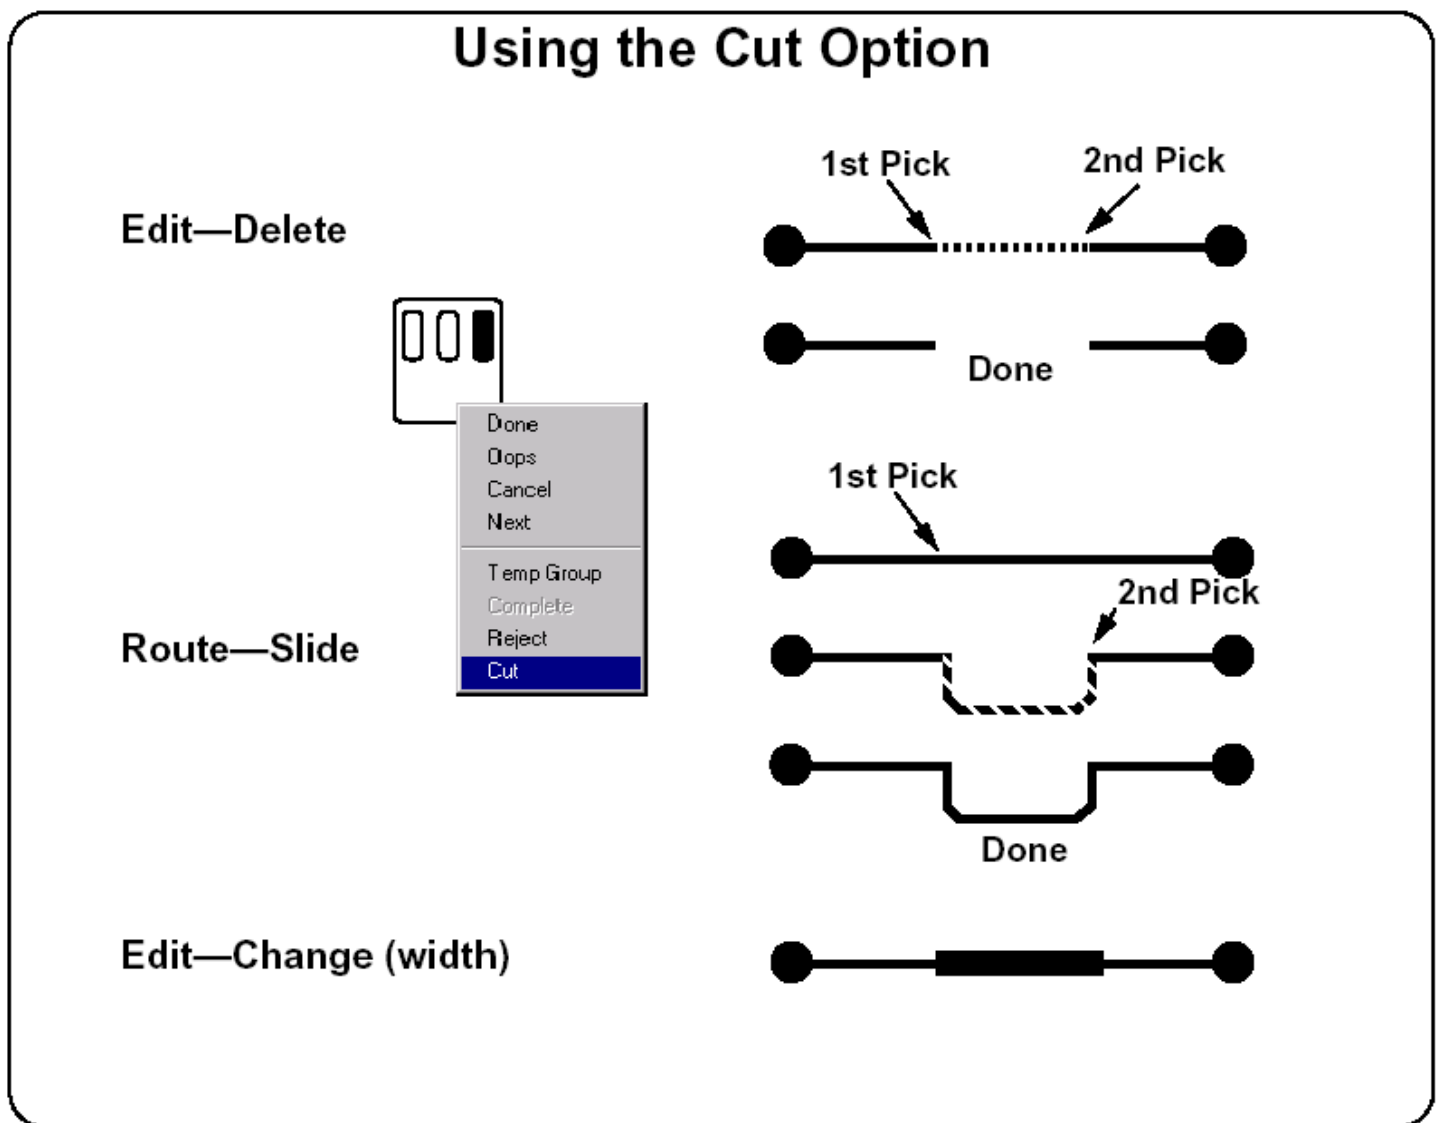 Using the Cut Option
1st Pick
2nd Pick
Edit—Delete
Done
Done
Oops
Cancel
Next
Temp Group
Complete
Reject
Cut
1st Pick
2nd Pick
Route—Slide
Done
Edit—Change (width)